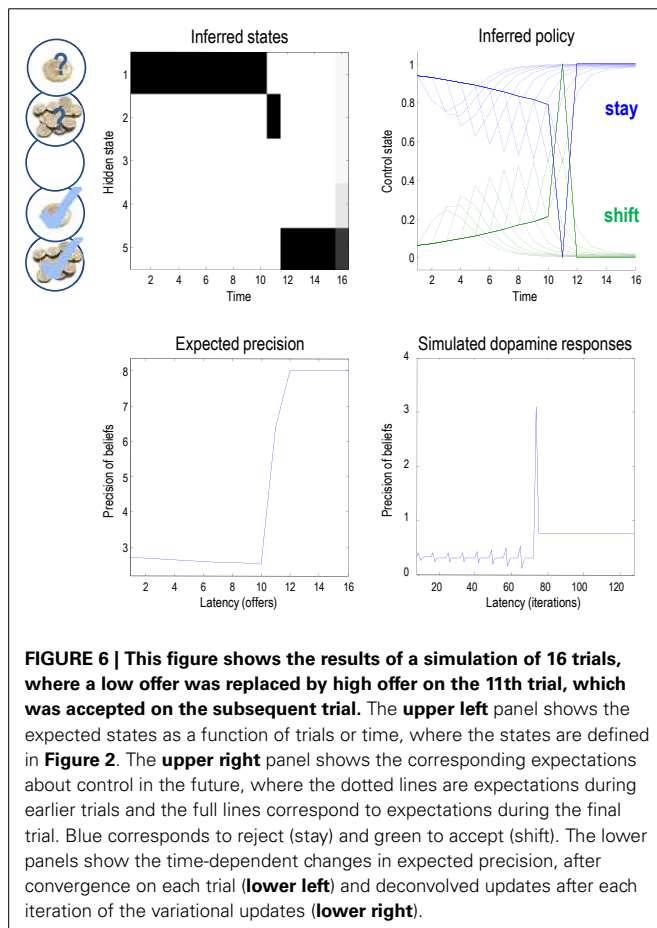 Inferred states
Inferred policy
?
?
1
2
3
4
5
Hidden state
2 4 6 8 10 12 14 16
Time
1
0.8
0.6
0.4
0.2
0
Control state
stay
shift
2 4 6 8 10 12 14 16
Time
Expected precision
Simulated dopamine responses
8
7
6
5
4
3
Precision of beliefs
2 4 6 8 10 12 14 16
Latency (offers)
4
3
2
1
0
Precision of beliefs
20 40 60 80 100 120
Latency (iterations)
FIGURE 6 | This figure shows the results of a simulation of 16 trials,
where a low offer was replaced by high offer on the 11th trial, which
was accepted on the subsequent trial. The upper left panel shows the
expected states as a function of trials or time, where the states are defined
in Figure 2. The upper right panel shows the corresponding expectations
about control in the future, where the dotted lines are expectations during
earlier trials and the full lines correspond to expectations during the final
trial. Blue corresponds to reject (stay) and green to accept (shift). The lower
panels show the time-dependent changes in expected precision, after
convergence on each trial (lower left) and deconvolved updates after each
iteration of the variational updates (lower right).